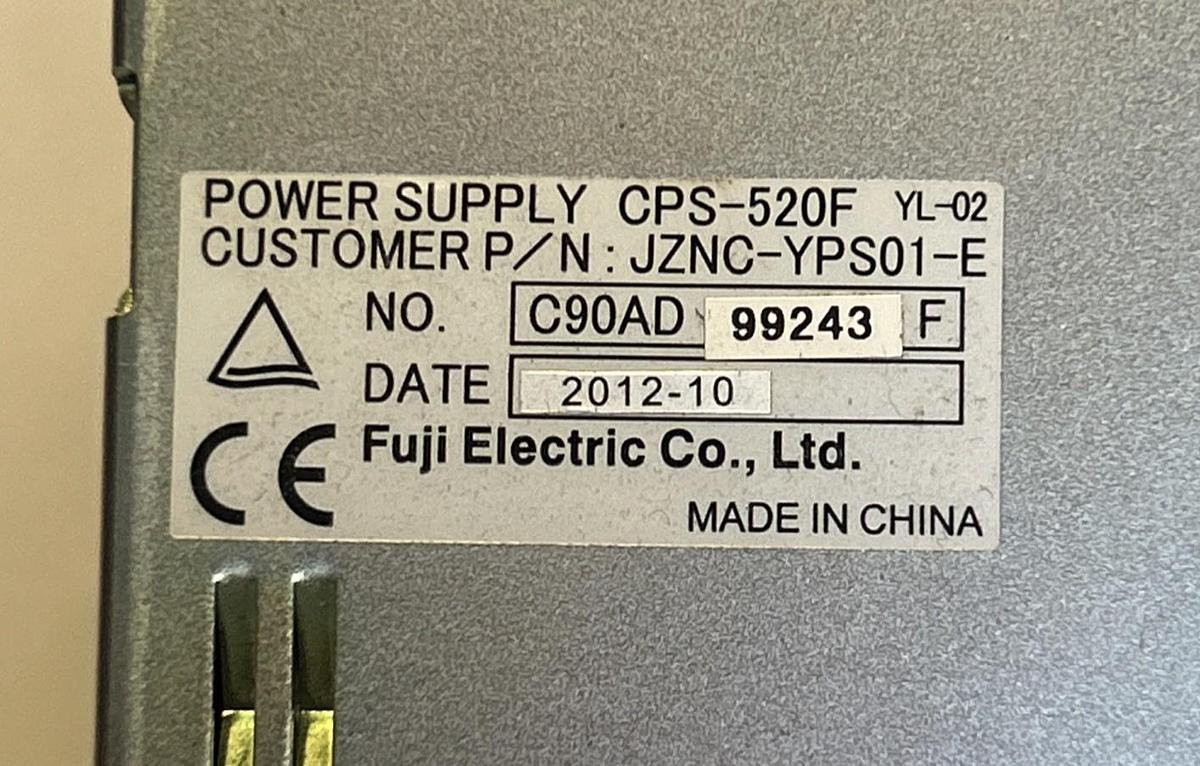 POWER SUPPLY CPS-520F YL-02
CUSTOMER P/N : JZNC-YPS01-E
NO. C90AD 99243 F
DATE 2012-10
CE Fuji Electric Co., Ltd.
MADE IN CHINA